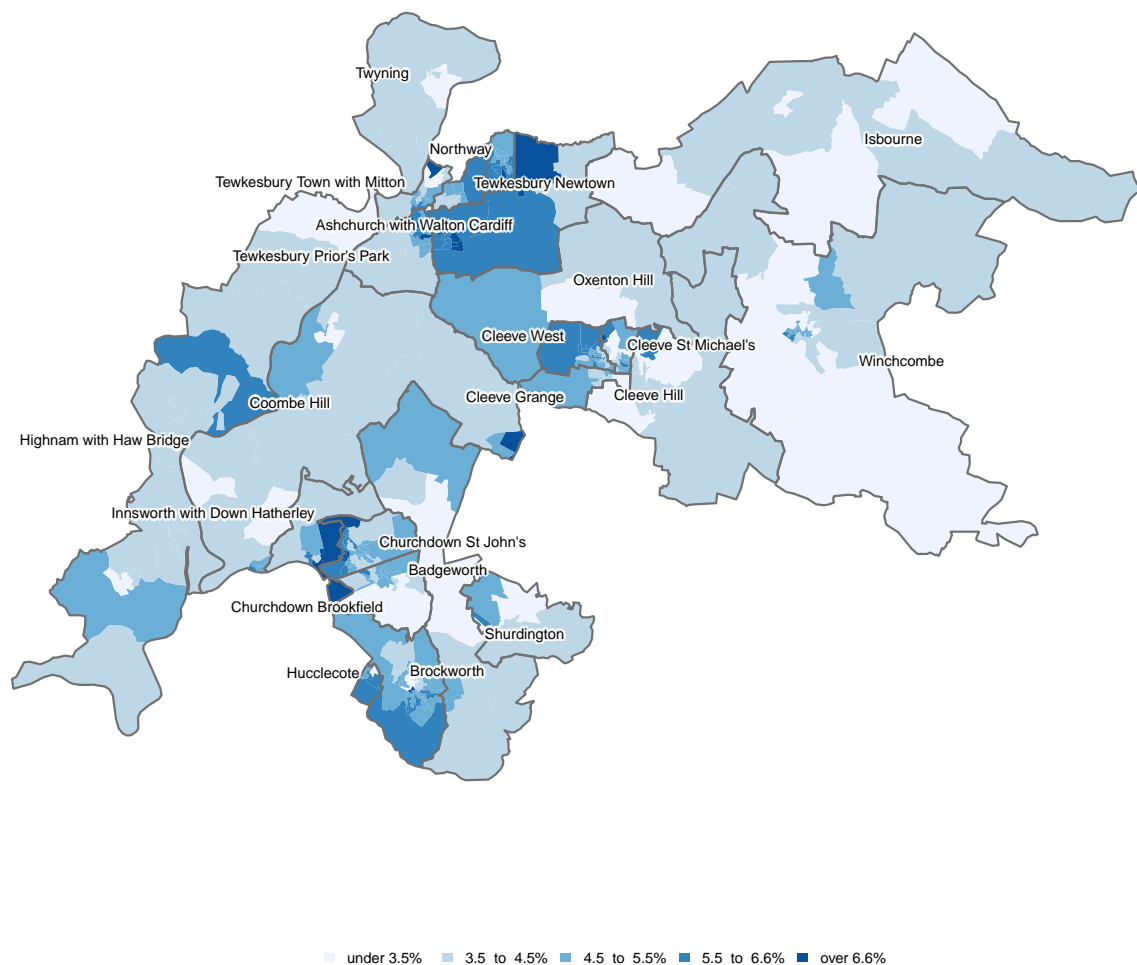 Twyning
Isbourne
Northway
Tewkesbury Town with Mitton
Tewkesbury Newtown
Ashchurch with Walton Cardiff
Tewkesbury Prior's Park
Oxenton Hill
Cleeve West
Cleeve St Michael's
Winchcombe
Cleeve Grange
Cleeve Hill
Coombe Hill
Highnam with Haw Bridge
Innsworth with Down Hatherley
Churchdown St John's
Badgeworth
Churchdown Brookfield
Shurdington
Hucclecote
Brockworth
under 3.5% 3.5 to 4.5% 4.5 to 5.5% 5.5 to 6.6% over 6.6%